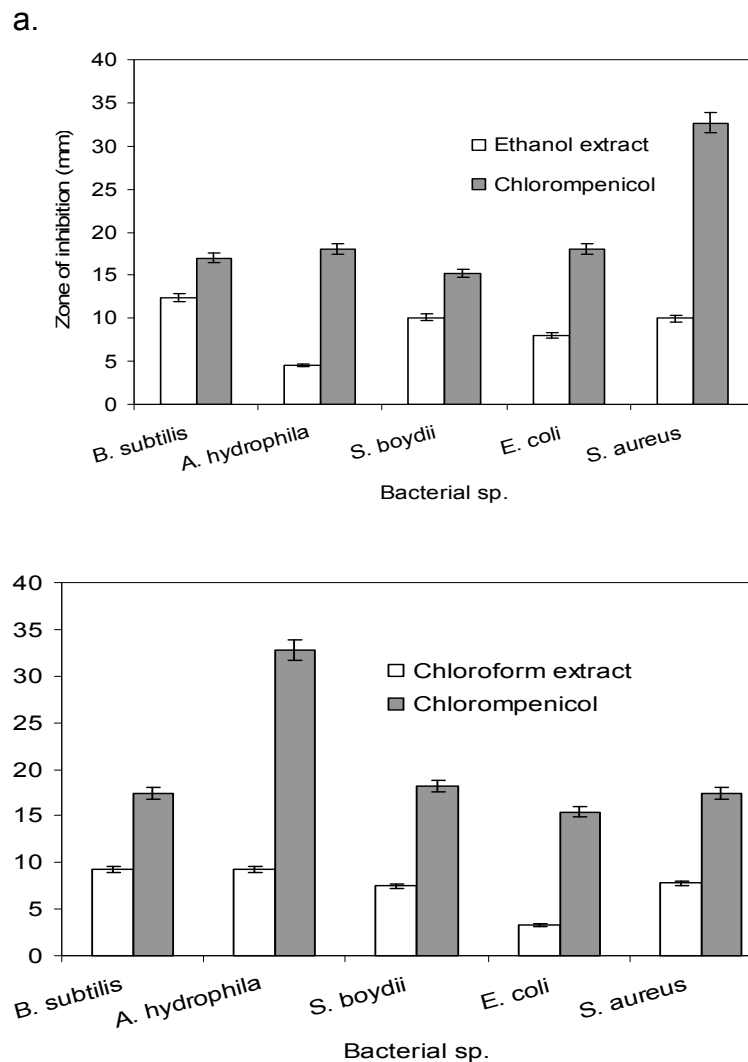 a.
40
35
30
25
20
15
10
5
0
Zone of inhibition (mm)
Ethanol extract
Chlorompenicol
B. subtilis
A. hydrophila
S. boydii
E. coli
S. aureus
Bacterial sp.
40
35
30
25
20
15
10
5
0
Chloroform extract
Chlorompenicol
B. subtilis
A. hydrophila
S. boydii
E. coli
S. aureus
Bacterial sp.